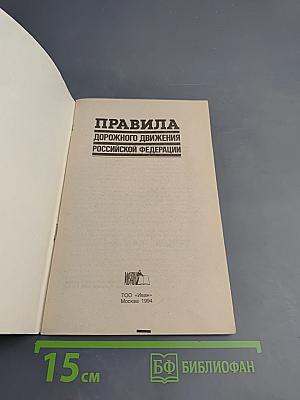 ПРАВИЛА
ДОРОЖНОГО ДВИЖЕНИЯ
РОССИЙСКОЙ ФЕДЕРАЦИИ
ТОО «Иван»
Москва 1994
15 см
БФ БИБЛИОФАН